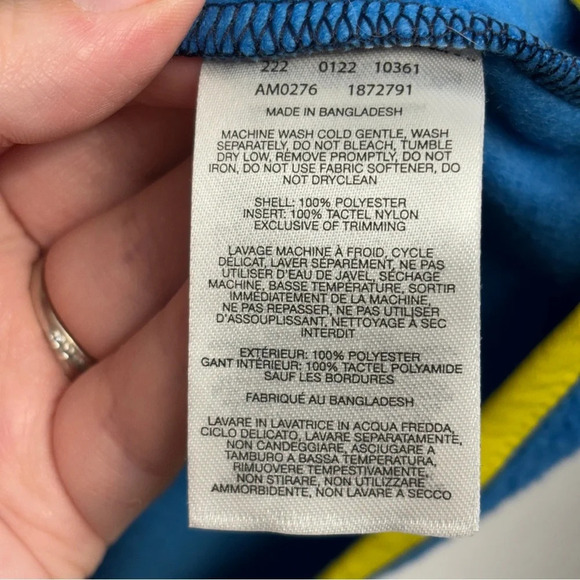 222 0122 10361
AM0276 1872791
MADE IN BANGLADESH
MACHINE WASH COLD GENTLE, WASH
SEPARATELY, DO NOT BLEACH, TUMBLE
DRY LOW, REMOVE PROMPTLY, DO NOT
IRON, DO NOT USE FABRIC SOFTENER, DO
NOT DRYCLEAN
SHELL: 100% POLYESTER
INSERT: 100% TACTEL NYLON
EXCLUSIVE OF TRIMMING
LAVAGE MACHINE À FROID, CYCLE
DÉLICAT, LAVER SÉPARÉMENT, NE PAS
UTILISER D'EAU DE JAVEL, SÉCHAGE
MACHINE, BASSE TEMPÉRATURE, SORTIR
IMMÉDIATEMENT DE LA MACHINE,
NE PAS REPASSER, NE PAS UTILISER
D'ASSOUPLISSANT, NETTOYAGE À SEC
INTERDIT
EXTÉRIEUR: 100% POLYESTER
GANT INTÉRIEUR: 100% TACTEL POLYAMIDE
SAUF LES BORDURES
FABRIQUÉ AU BANGLADESH
LAVARE IN LAVATRICE IN ACQUA FREDDA,
CICLO DELICATO, LAVARE SEPARATAMENTE,
NON CANDEGGIARE, ASCIUGARE A
TAMBURO A BASSA TEMPERATURA,
RIMUOVERE TEMPESTIVAMENTE,
NON STIRARE, NON UTILIZZARE
AMMORBIDENTE, NON LAVARE A SECCO